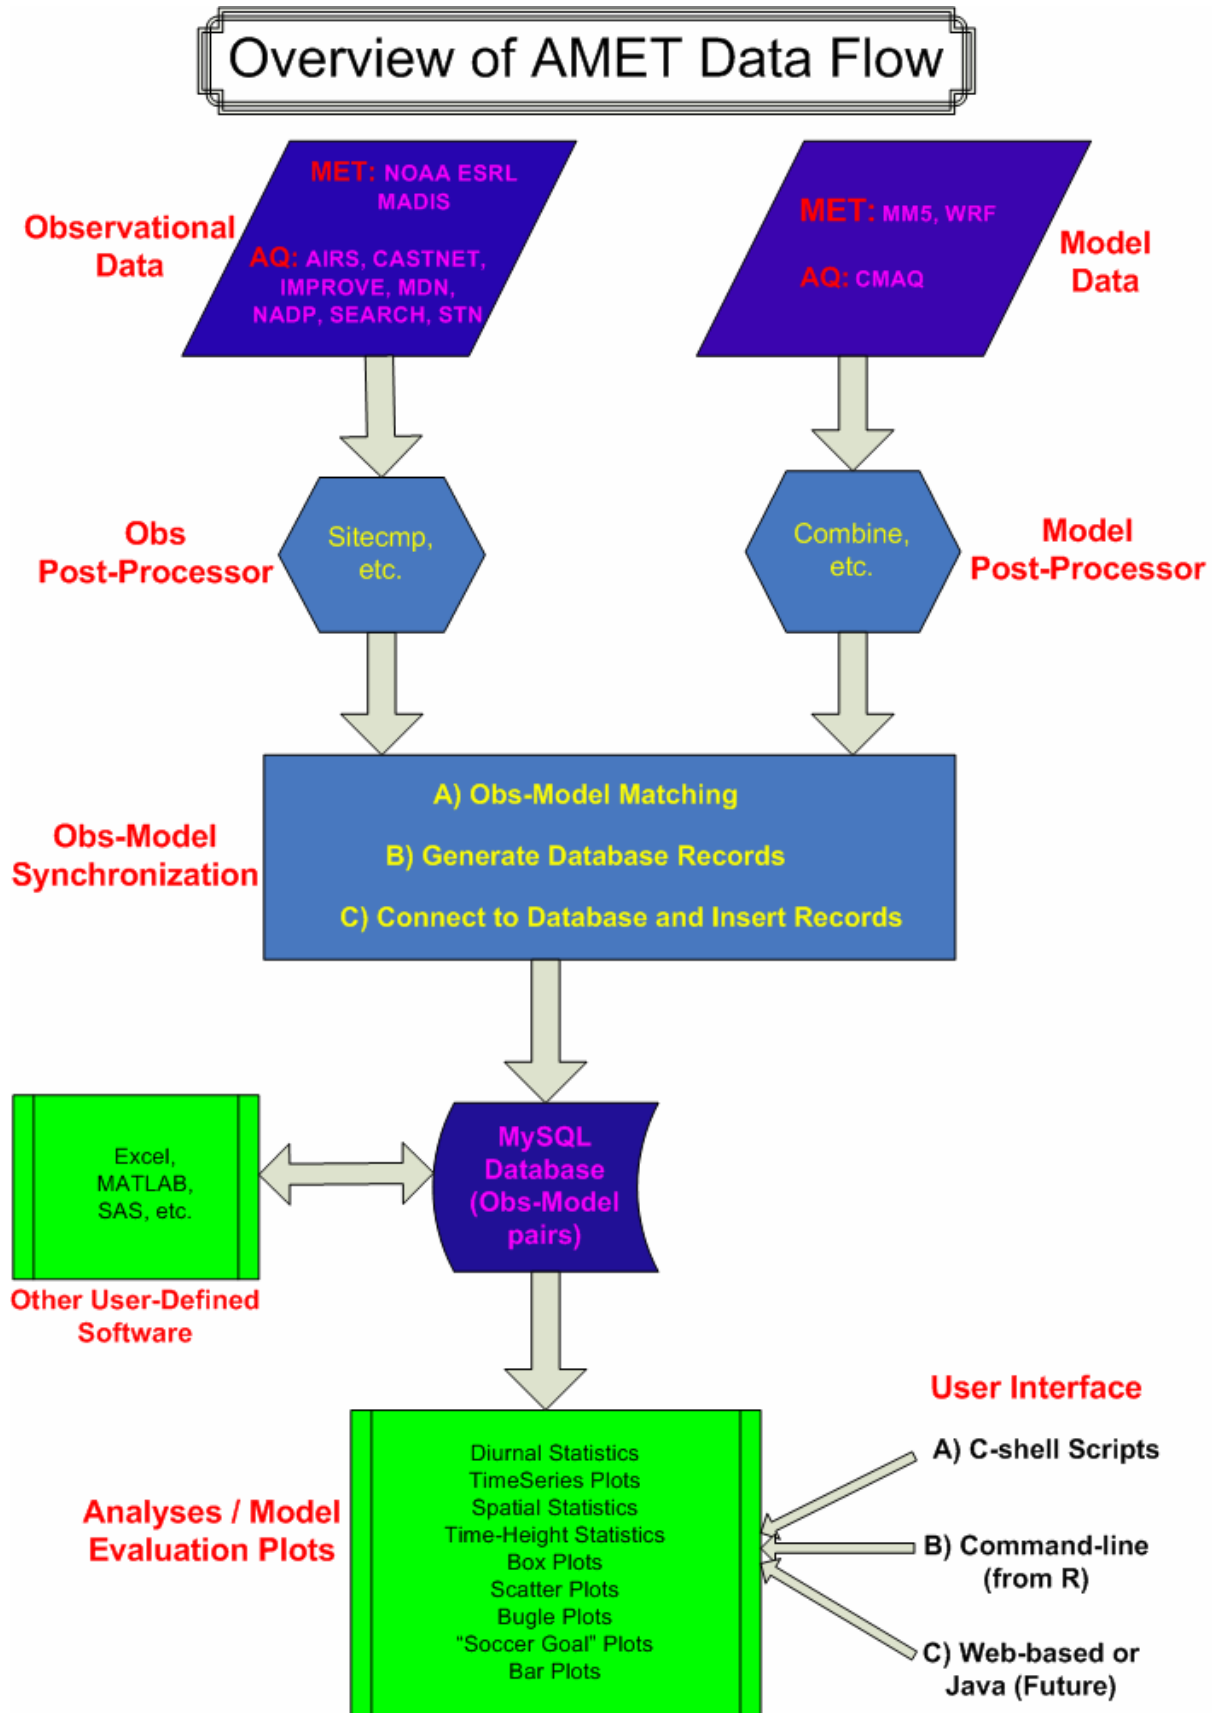 Overview of AMET Data Flow
Observational
Data
MET: NOAA ESRL
MADIS
AQ: AIRS, CASTNET,
IMPROVE, MDN,
NADP, SEARCH, STN
MET: MM5, WRF
AQ: CMAQ
Model
Data
Obs
Post-Processor
Sitecmp,
etc.
Combine,
etc.
Model
Post-Processor
Obs-Model
Synchronization
A) Obs-Model Matching
B) Generate Database Records
C) Connect to Database and Insert Records
Excel,
MATLAB,
SAS, etc.
Other User-Defined
Software
MySQL
Database
(Obs-Model
pairs)
Analyses / Model
Evaluation Plots
Diurnal Statistics
TimeSeries Plots
Spatial Statistics
Time-Height Statistics
Box Plots
Scatter Plots
Bugle Plots
“Soccer Goal” Plots
Bar Plots
User Interface
A) C-shell Scripts
B) Command-line
(from R)
C) Web-based or
Java (Future)